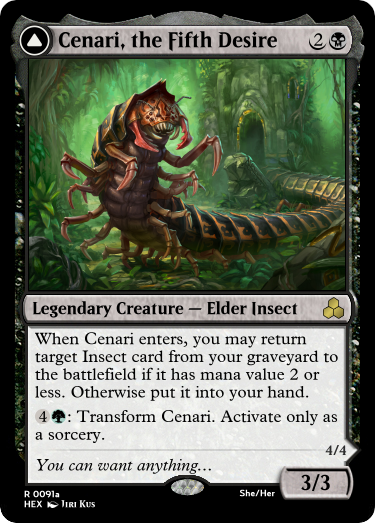 Cenari, the Fifth Desire 2
Legendary Creature — Elder Insect
When Cenari enters, you may return
target Insect card from your graveyard to
the battlefield if it has mana value 2 or
less. Otherwise put it into your hand.
4: Transform Cenari. Activate only as
a sorcery.
4/4
You can want anything…
3/3
R 0091a
She/Her
HEX Jiri Kus